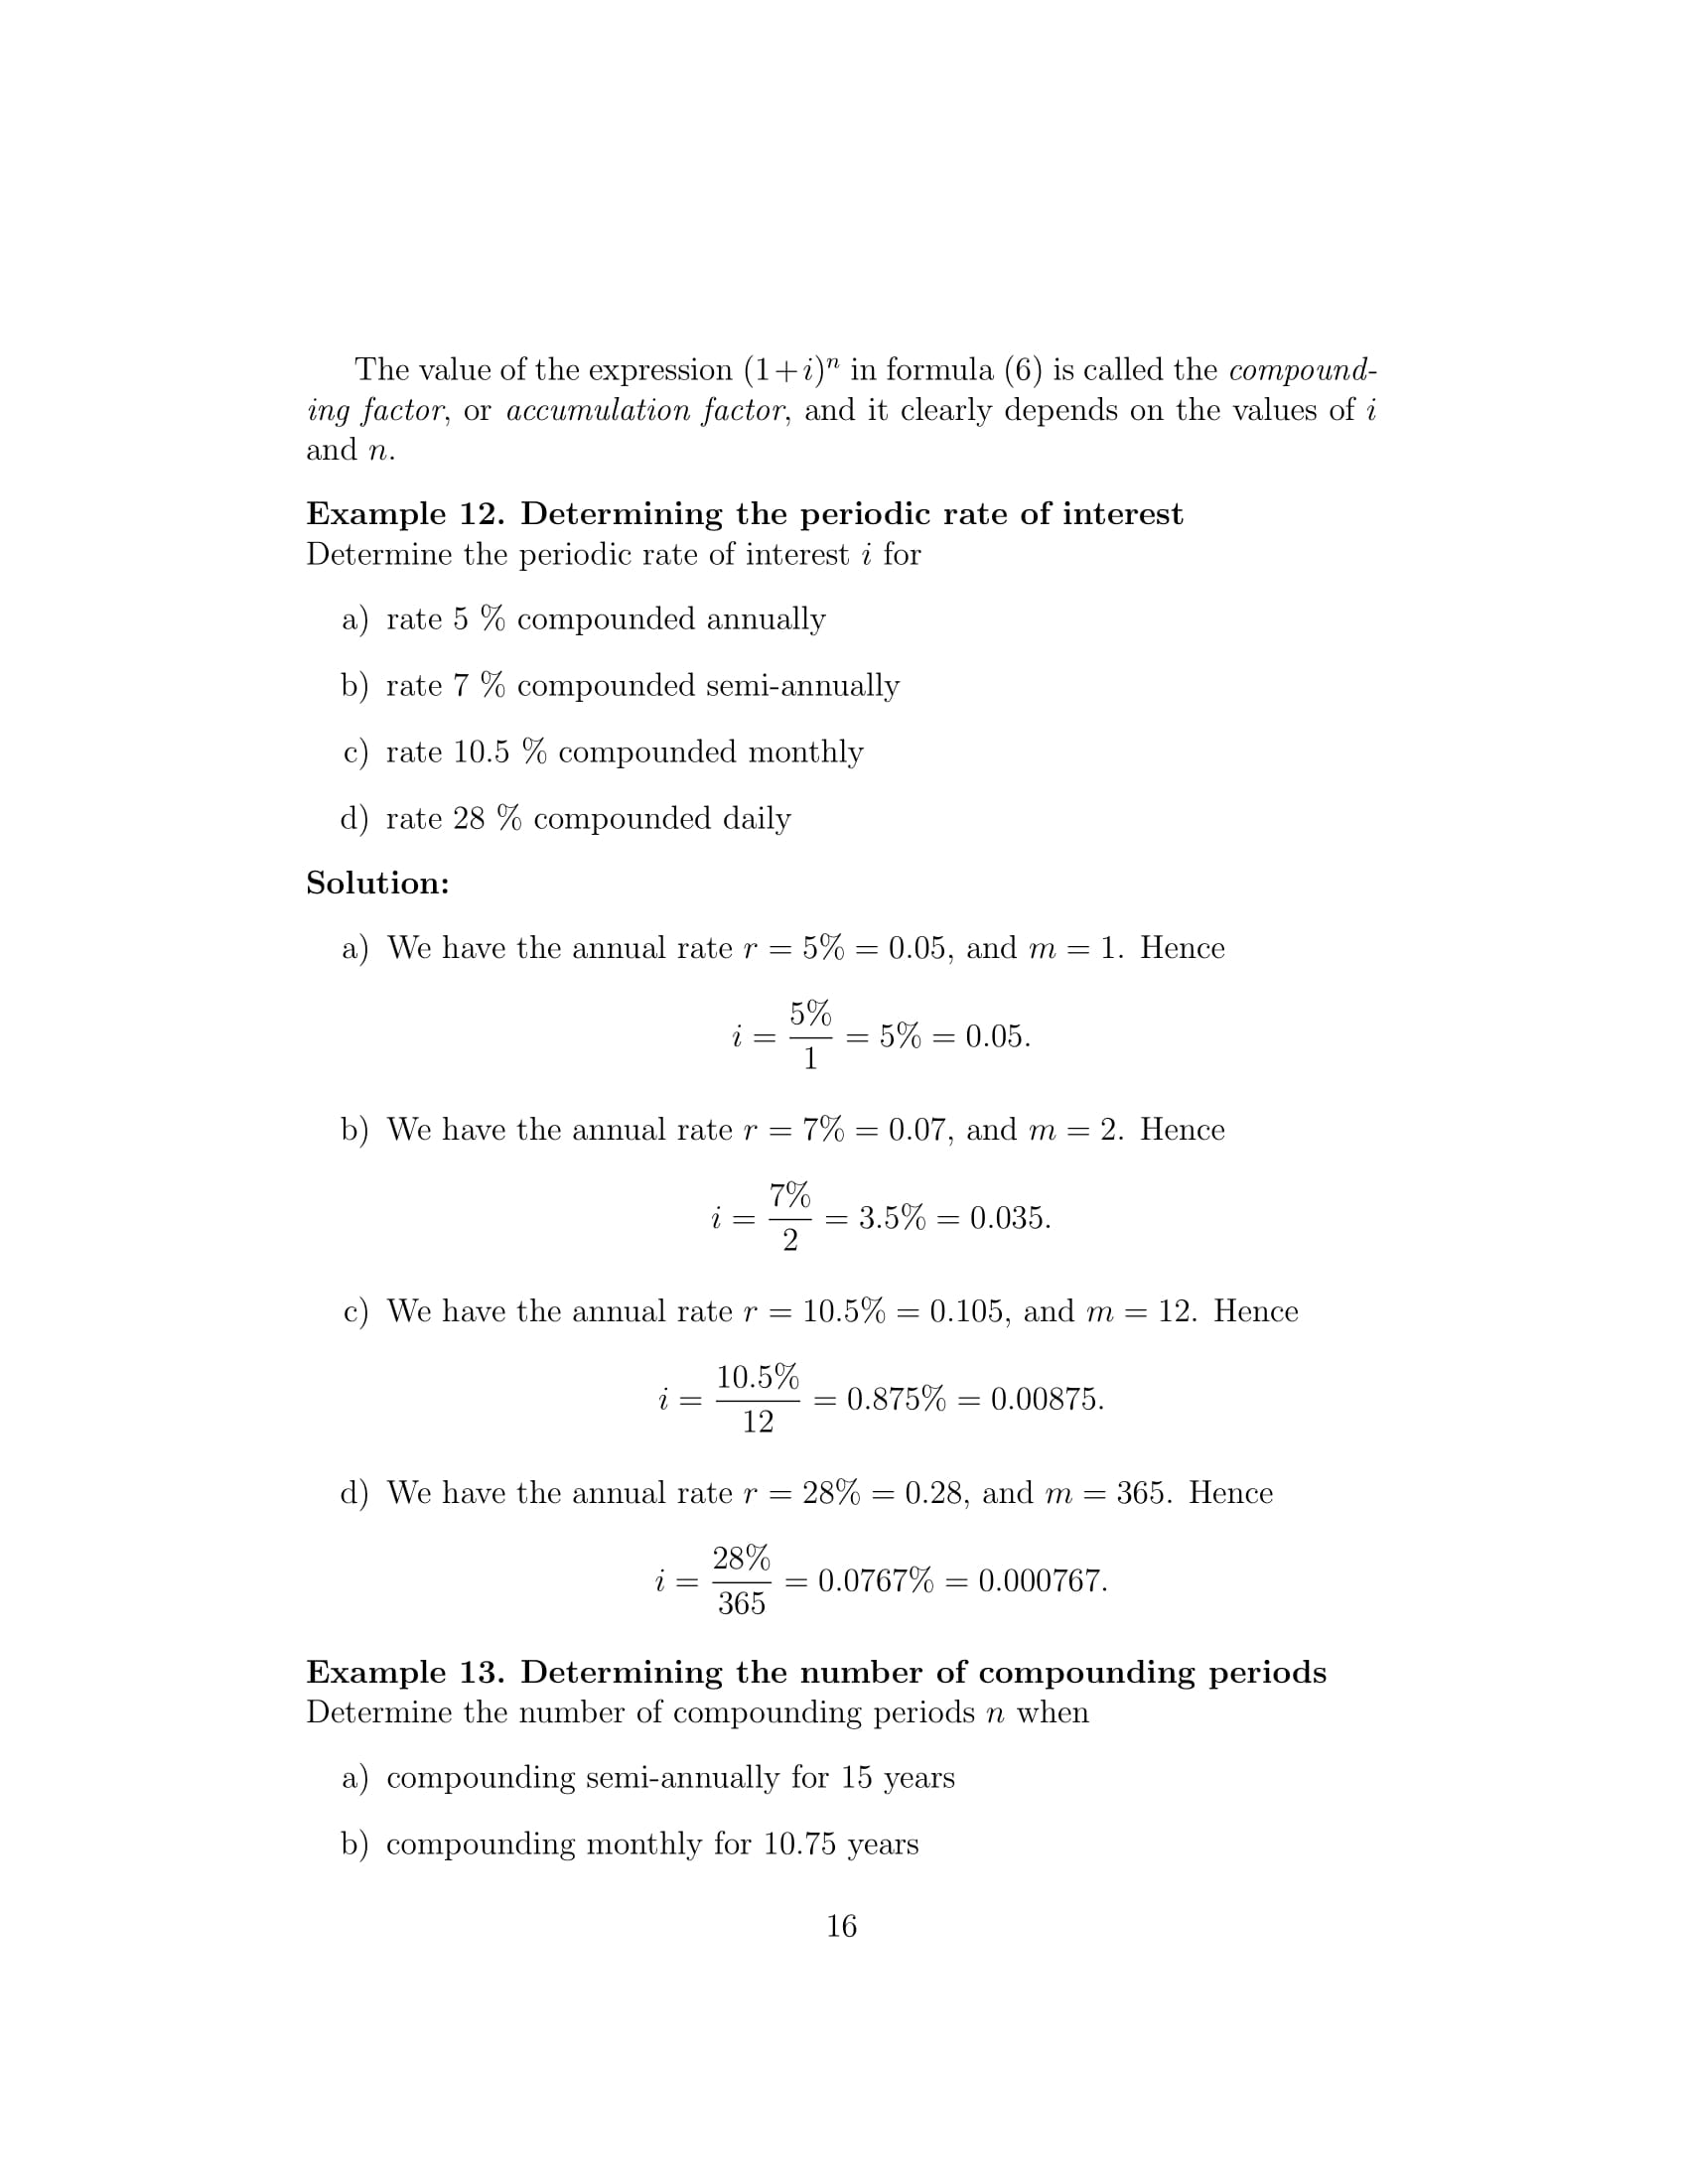 The value of the expression (1+i)^n in formula (6) is called the compound-
ing factor, or accumulation factor, and it clearly depends on the values of i
and n.
Example 12. Determining the periodic rate of interest
Determine the periodic rate of interest i for
a) rate 5 % compounded annually
b) rate 7 % compounded semi-annually
c) rate 10.5 % compounded monthly
d) rate 28 % compounded daily
Solution:
a) We have the annual rate r = 5% = 0.05, and m = 1. Hence
i = 5%/1 = 5% = 0.05.
b) We have the annual rate r = 7% = 0.07, and m = 2. Hence
i = 7%/2 = 3.5% = 0.035.
c) We have the annual rate r = 10.5% = 0.105, and m = 12. Hence
i = 10.5%/12 = 0.875% = 0.00875.
d) We have the annual rate r = 28% = 0.28, and m = 365. Hence
i = 28%/365 = 0.0767% = 0.000767.
Example 13. Determining the number of compounding periods
Determine the number of compounding periods n when
a) compounding semi-annually for 15 years
b) compounding monthly for 10.75 years
16